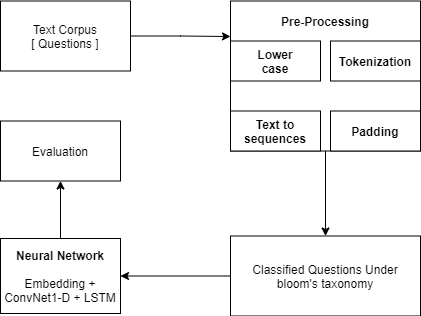 Text Corpus
[ Questions ]
Pre-Processing
Lower
case
Tokenization
Text to
sequences
Padding
Evaluation
Neural Network
Embedding +
ConvNet1-D + LSTM
Classified Questions Under
bloom's taxonomy